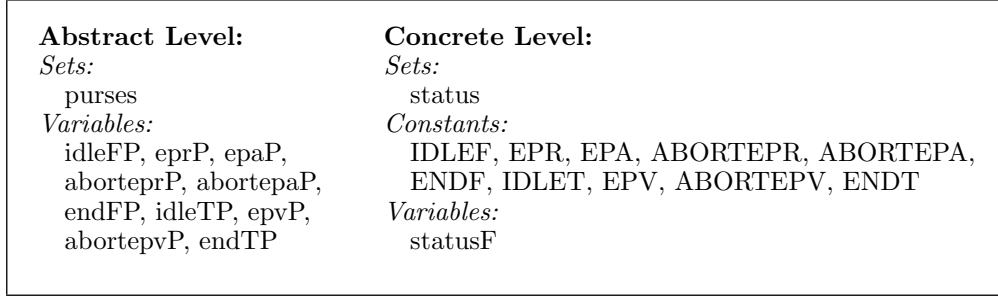 Abstract Level:
Sets:
purses
Variables:
idleFP, eprP, epaP,
aborteprP, abortepaP,
endFP, idleTP, epvP,
abortepvP, endTP
Concrete Level:
Sets:
status
Constants:
IDLEF, EPR, EPA, ABORTEPR, ABORTEPA,
ENDF, IDLET, EPV, ABORTEPV, ENDT
Variables:
statusF